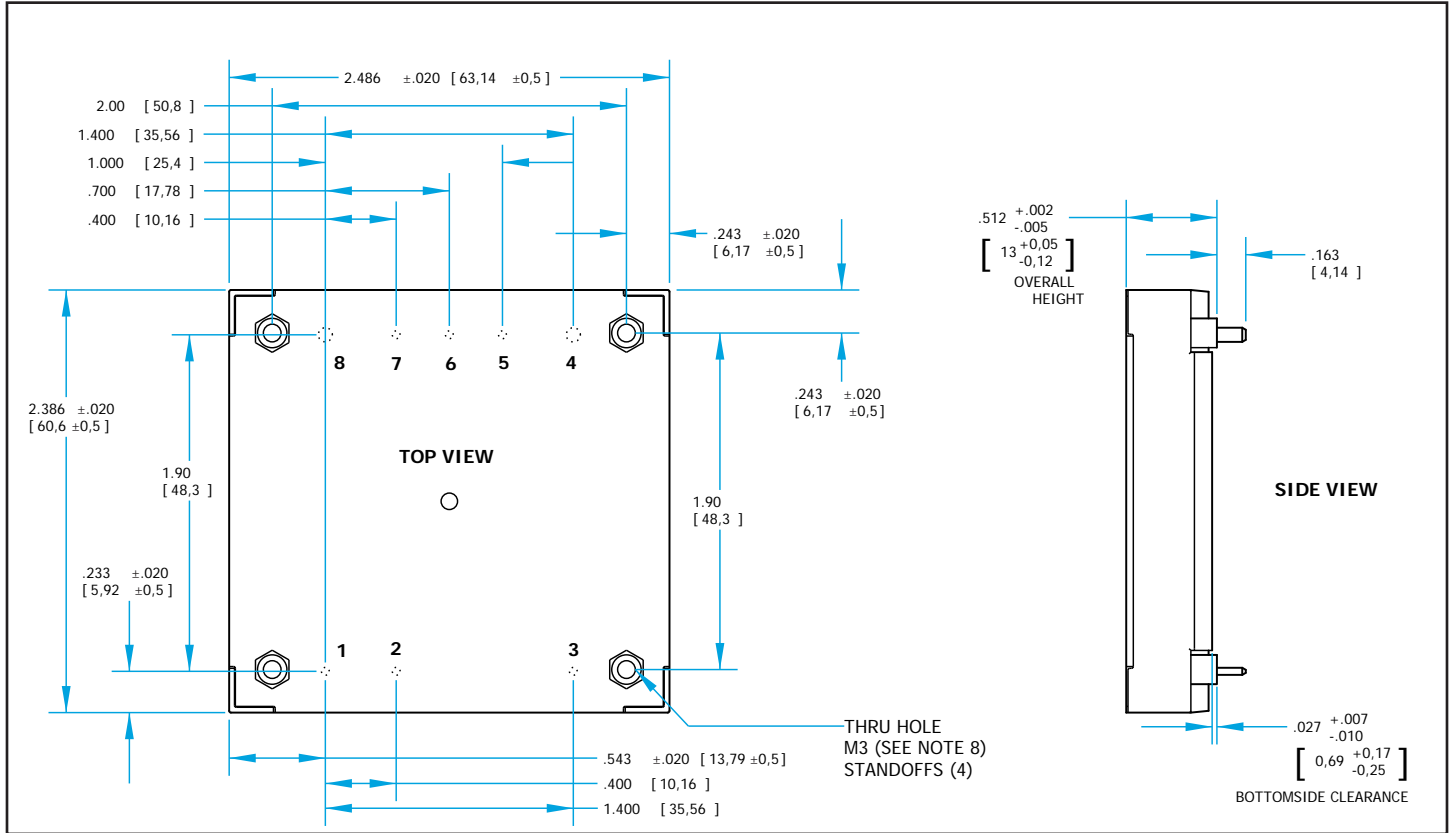 2.486 ±.020 [ 63,14 ±0,5 ]
2.00 [ 50,8 ]
1.400 [ 35,56 ]
1.000 [ 25,4 ]
.700 [ 17,78 ]
.400 [ 10,16 ]
.243 ±.020
[ 6,17 ±0,5 ]
8 7 6 5 4
.243 ±.020
[ 6,17 ±0,5 ]
2.386 ±.020
[ 60,6 ±0,5 ]
1.90
[ 48,3 ]
TOP VIEW
1.90
[ 48,3 ]
.233 ±.020
[ 5,92 ±0,5 ]
1 2 3
THRU HOLE
M3 (SEE NOTE 8)
STANDOFFS (4)
.543 ±.020 [ 13,79 ±0,5 ]
.400 [ 10,16 ]
1.400 [ 35,56 ]
.512 +.002
-.005
[ 13 +0,05
-0,12 ]
OVERALL
HEIGHT
.163
[ 4,14 ]
SIDE VIEW
.027 +.007
-.010
[ 0,69 +0,17
-0,25 ]
BOTTOMSIDE CLEARANCE